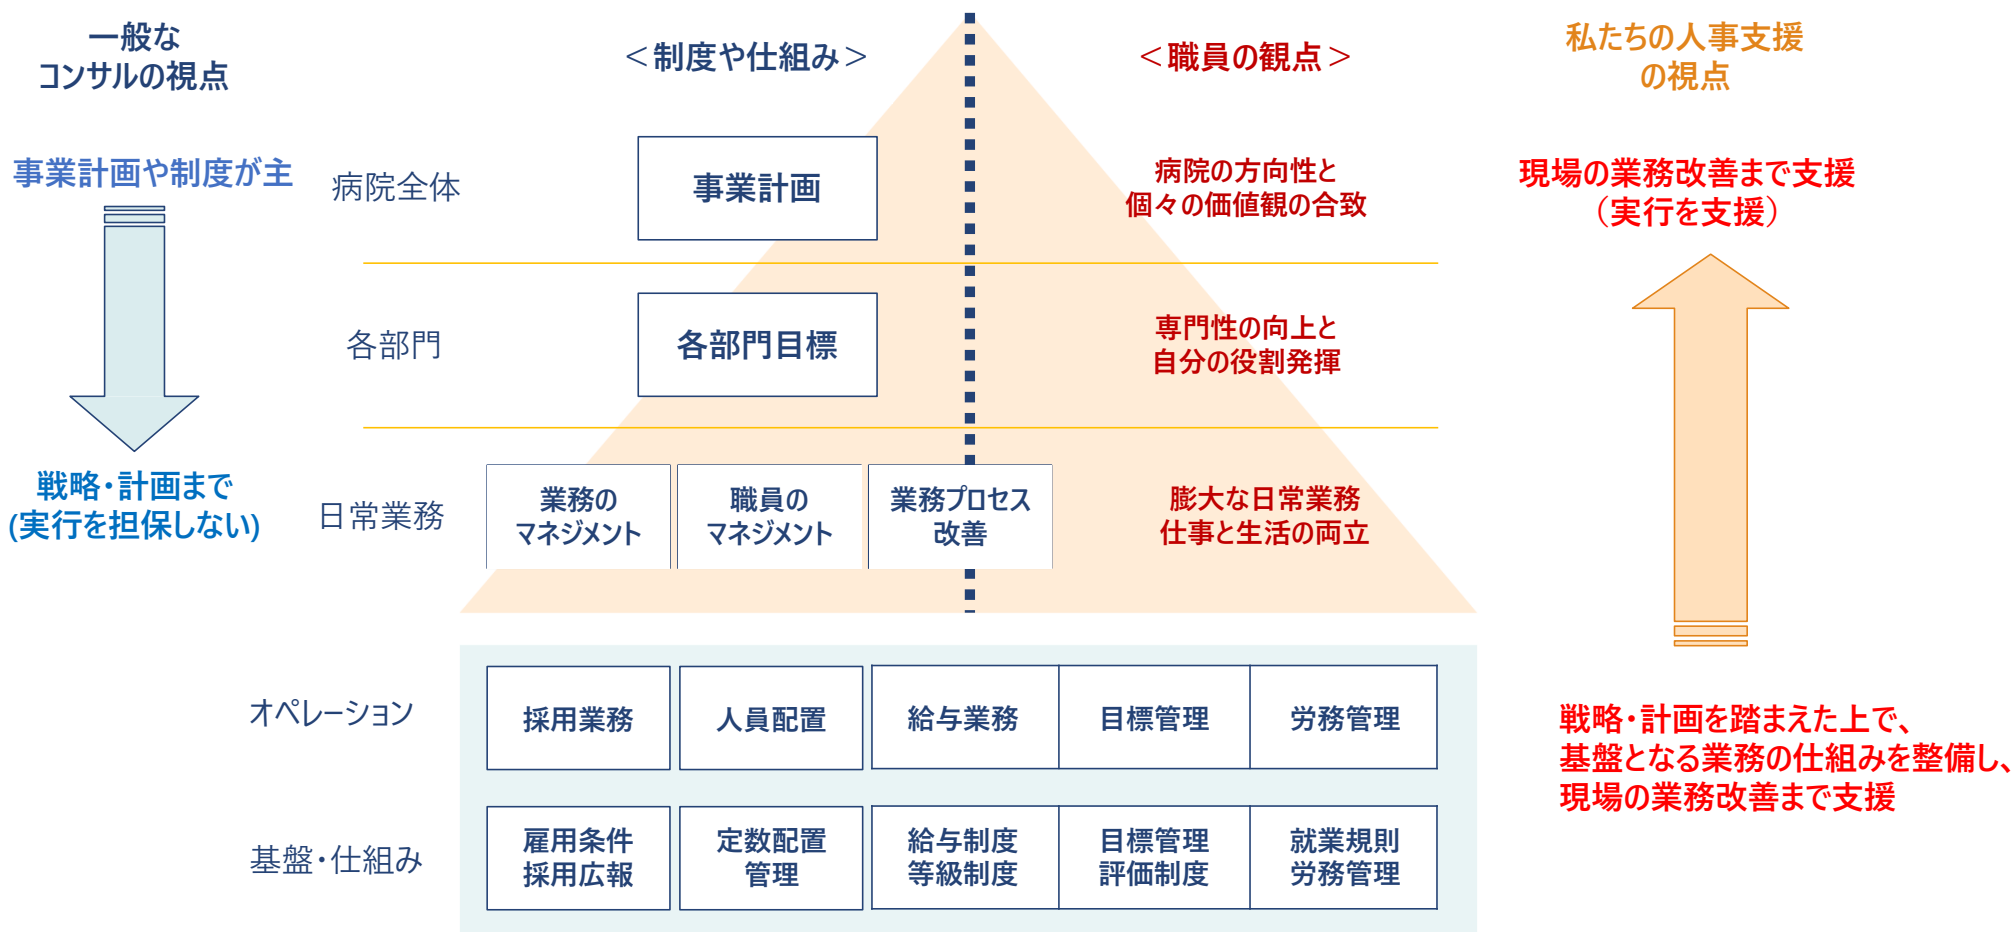 一般な
コンサルの視点
＜制度や仕組み＞
＜職員の観点＞
私たちの人事支援
の視点
事業計画や制度が主
病院全体
事業計画
病院の方向性と
個々の価値観の合致
現場の業務改善まで支援
（実行を支援）
各部門
各部門目標
専門性の向上と
自分の役割発揮
戦略・計画まで
(実行を担保しない)
日常業務
業務の
マネジメント
職員の
マネジメント
業務プロセス
改善
膨大な日常業務
仕事と生活の両立
オペレーション
採用業務
人員配置
給与業務
目標管理
労務管理
戦略・計画を踏まえた上で、
基盤となる業務の仕組みを整備し、
現場の業務改善まで支援
基盤・仕組み
雇用条件
採用広報
定数配置
管理
給与制度
等級制度
目標管理
評価制度
就業規則
労務管理